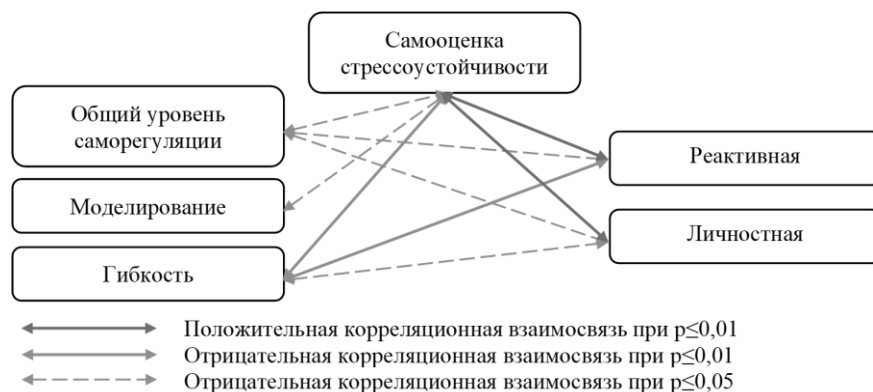 Самооценка
стрессоустойчивости
Общий уровень
саморегуляции
Реактивная
Моделирование
Личностная
Гибкость
Положительная корреляционная взаимосвязь при p≤0,01
Отрицательная корреляционная взаимосвязь при p≤0,01
Отрицательная корреляционная взаимосвязь при p≤0,05